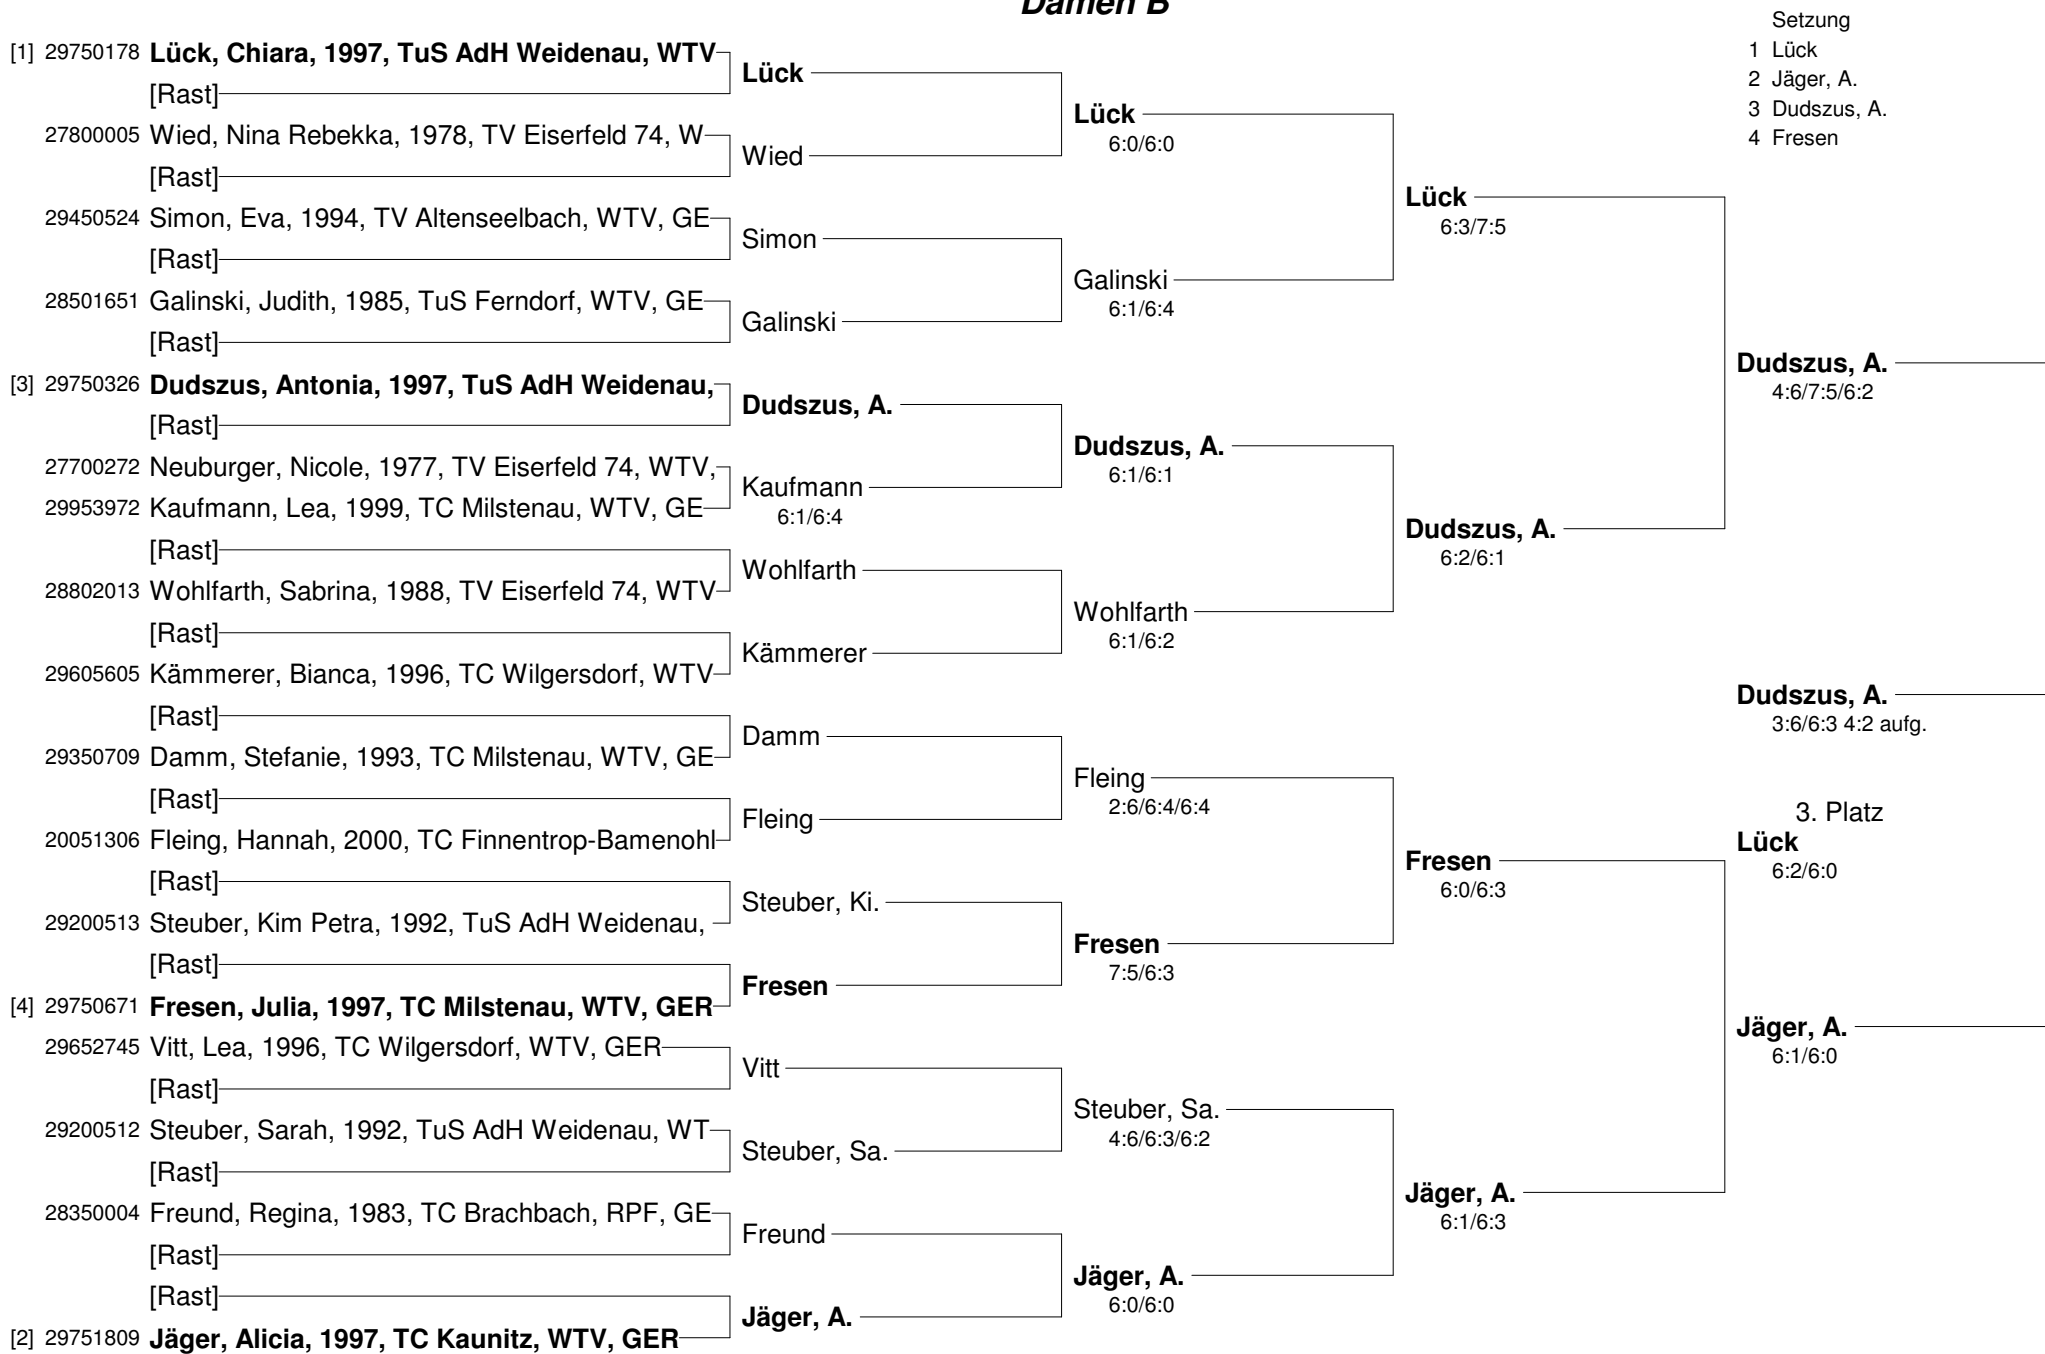 Damen B
Setzung
1 Lück
2 Jäger, A.
3 Dudszus, A.
4 Fresen
[1] 29750178 Lück, Chiara, 1997, TuS AdH Weidenau, WTV
[Rast]
27800005 Wied, Nina Rebekka, 1978, TV Eiserfeld 74, W
[Rast]
29450524 Simon, Eva, 1994, TV Altenseelbach, WTV, GE
[Rast]
28501651 Galinski, Judith, 1985, TuS Ferndorf, WTV, GE
[Rast]
[3] 29750326 Dudszus, Antonia, 1997, TuS AdH Weidenau,
[Rast]
27700272 Neuburger, Nicole, 1977, TV Eiserfeld 74, WTV,
29953972 Kaufmann, Lea, 1999, TC Milstenau, WTV, GE
[Rast]
28802013 Wohlfarth, Sabrina, 1988, TV Eiserfeld 74, WTV
[Rast]
29605605 Kämmerer, Bianca, 1996, TC Wilgersdorf, WTV
[Rast]
29350709 Damm, Stefanie, 1993, TC Milstenau, WTV, GE
[Rast]
20051306 Fleing, Hannah, 2000, TC Finnentrop-Bamenohl
[Rast]
29200513 Steuber, Kim Petra, 1992, TuS AdH Weidenau,
[Rast]
[4] 29750671 Fresen, Julia, 1997, TC Milstenau, WTV, GER
29652745 Vitt, Lea, 1996, TC Wilgersdorf, WTV, GER
[Rast]
29200512 Steuber, Sarah, 1992, TuS AdH Weidenau, WT
[Rast]
28350004 Freund, Regina, 1983, TC Brachbach, RPF, GE
[Rast]
[Rast]
[2] 29751809 Jäger, Alicia, 1997, TC Kaunitz, WTV, GER
Lück
Wied
Simon
Galinski
Dudszus, A.
Kaufmann
6:1/6:4
Wohlfarth
Kämmerer
Damm
Fleing
Steuber, Ki.
Fresen
Vitt
Steuber, Sa.
Freund
Jäger, A.
Lück
6:0/6:0
Galinski
6:1/6:4
Dudszus, A.
6:1/6:1
Wohlfarth
6:1/6:2
Fleing
2:6/6:4/6:4
Fresen
7:5/6:3
Steuber, Sa.
4:6/6:3/6:2
Jäger, A.
6:0/6:0
Lück
6:3/7:5
Dudszus, A.
6:2/6:1
Fresen
6:0/6:3
Jäger, A.
6:1/6:3
Dudszus, A.
4:6/7:5/6:2
Dudszus, A.
3:6/6:3 4:2 aufg.
3. Platz
Lück
6:2/6:0
Jäger, A.
6:1/6:0